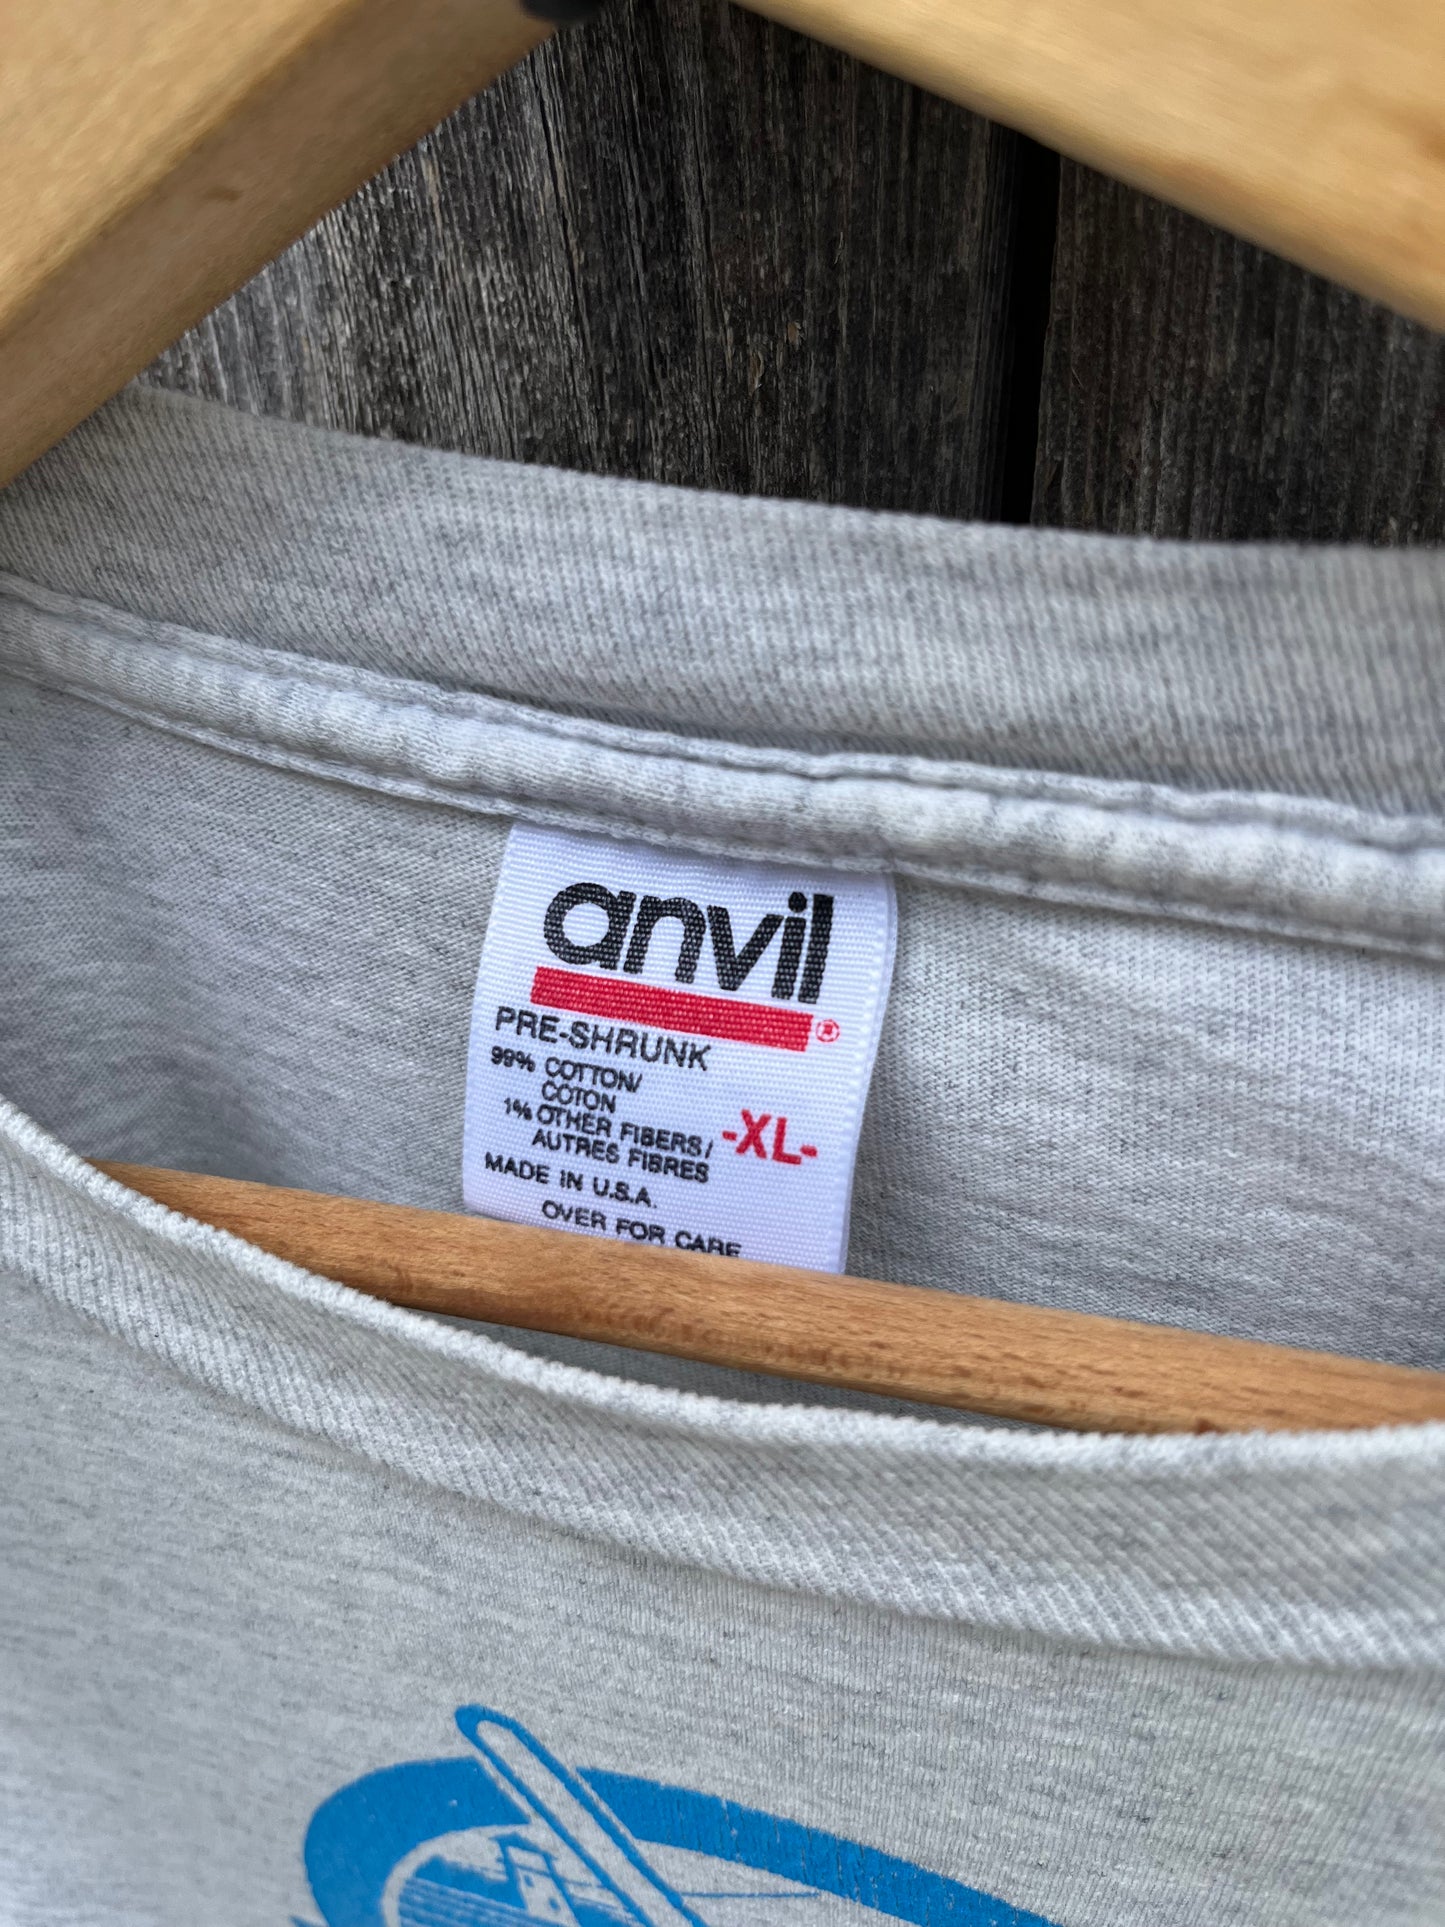 anvil®
PRE-SHRUNK
99% COTTON/
COTON
1% OTHER FIBERS/
AUTRES FIBRES
-XL-
MADE IN U.S.A.
OVER FOR CARE